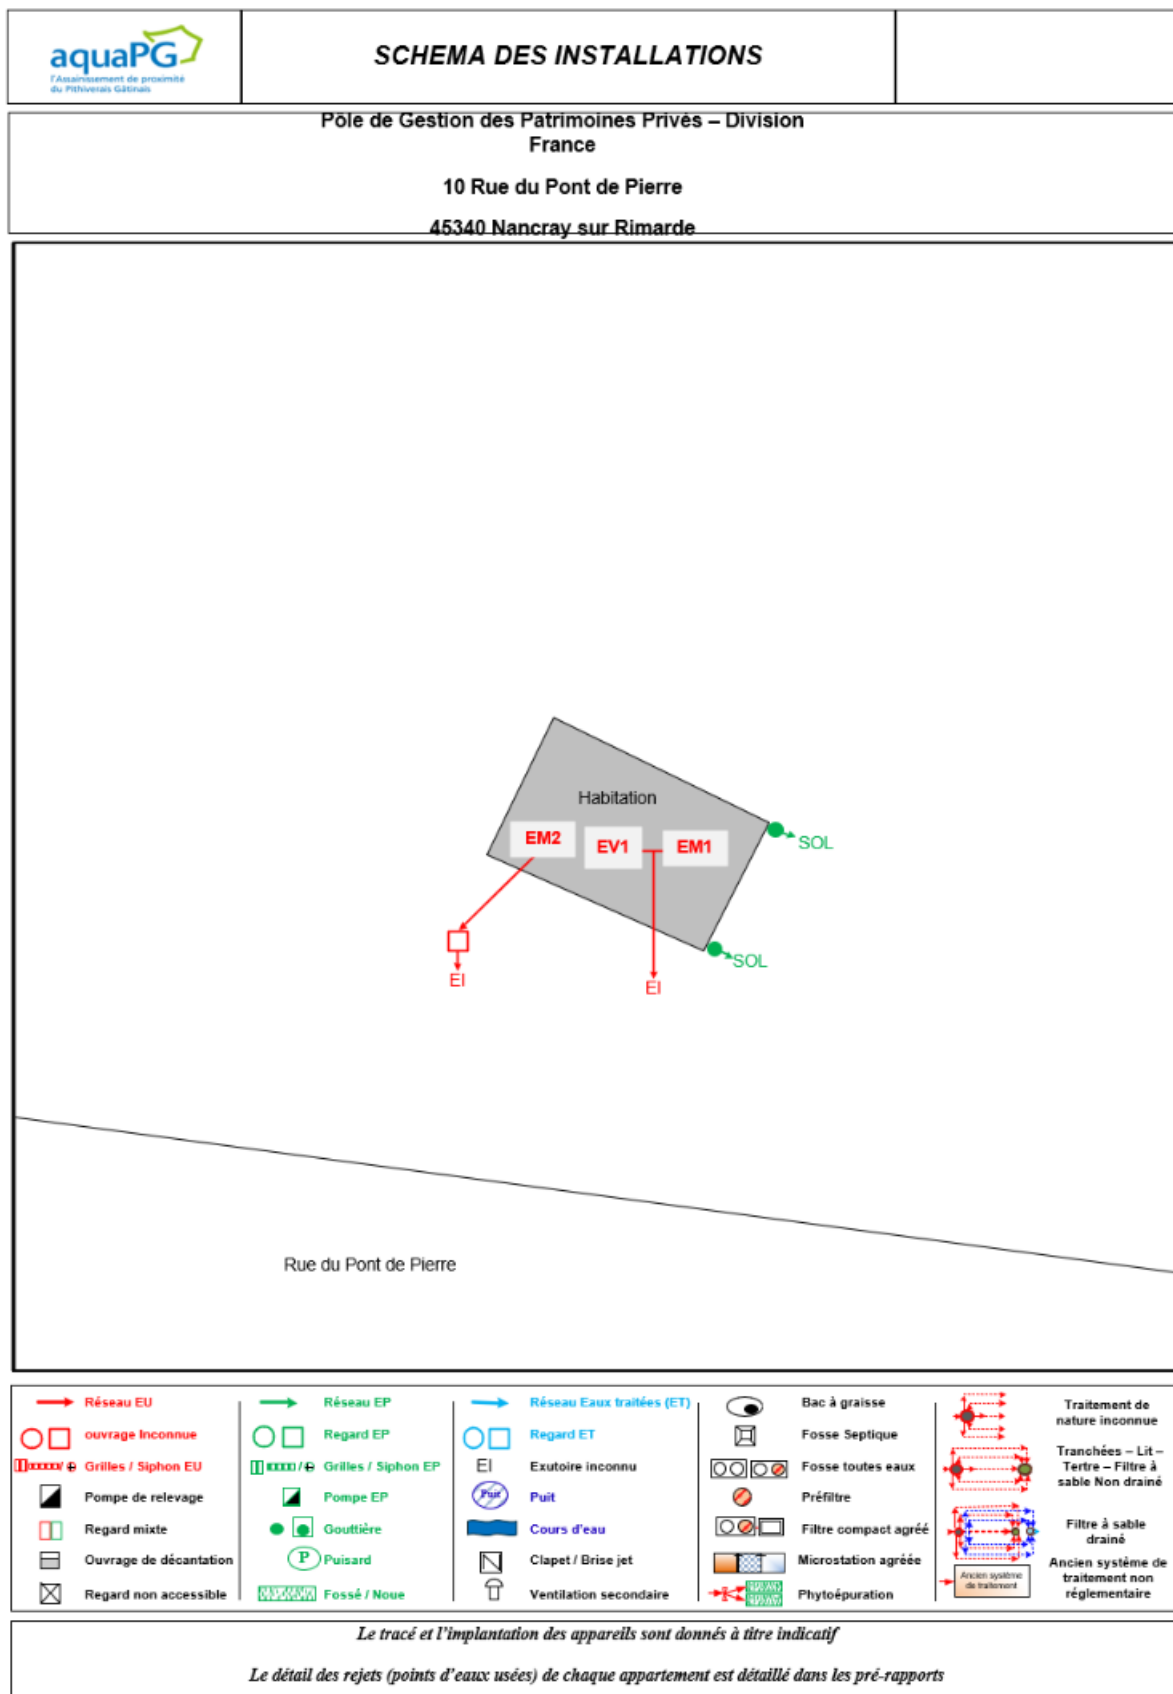 aquaPG
l'Assainissement de proximité
du Pithiverais Gâtinais
SCHEMA DES INSTALLATIONS
Pôle de Gestion des Patrimoines Privés – Division
France
10 Rue du Pont de Pierre
45340 Nancray sur Rimarde
Habitation
EM2
EV1
EM1
SOL
SOL
EI
EI
Rue du Pont de Pierre
Réseau EU
ouvrage Inconnue
Grilles / Siphon EU
Pompe de relevage
Regard mixte
Ouvrage de décantation
Regard non accessible
Réseau EP
Regard EP
Grilles / Siphon EP
Pompe EP
Gouttière
P Puisard
Fossé / Noue
Réseau Eaux traitées (ET)
Regard ET
EI Exutoire inconnu
Puit Puit
Cours d'eau
Clapet / Brise jet
Ventilation secondaire
Bac à graisse
Fosse Septique
Fosse toutes eaux
Préfiltre
Filtre compact agréé
Microstation agréée
Phytoépuration
Traitement de
nature inconnue
Tranchées – Lit –
Tertre – Filtre à
sable Non drainé
Filtre à sable
drainé
Ancien système
de traitement
Ancien système de
traitement non
réglementaire
Le tracé et l'implantation des appareils sont donnés à titre indicatif
Le détail des rejets (points d'eaux usées) de chaque appartement est détaillé dans les pré-rapports